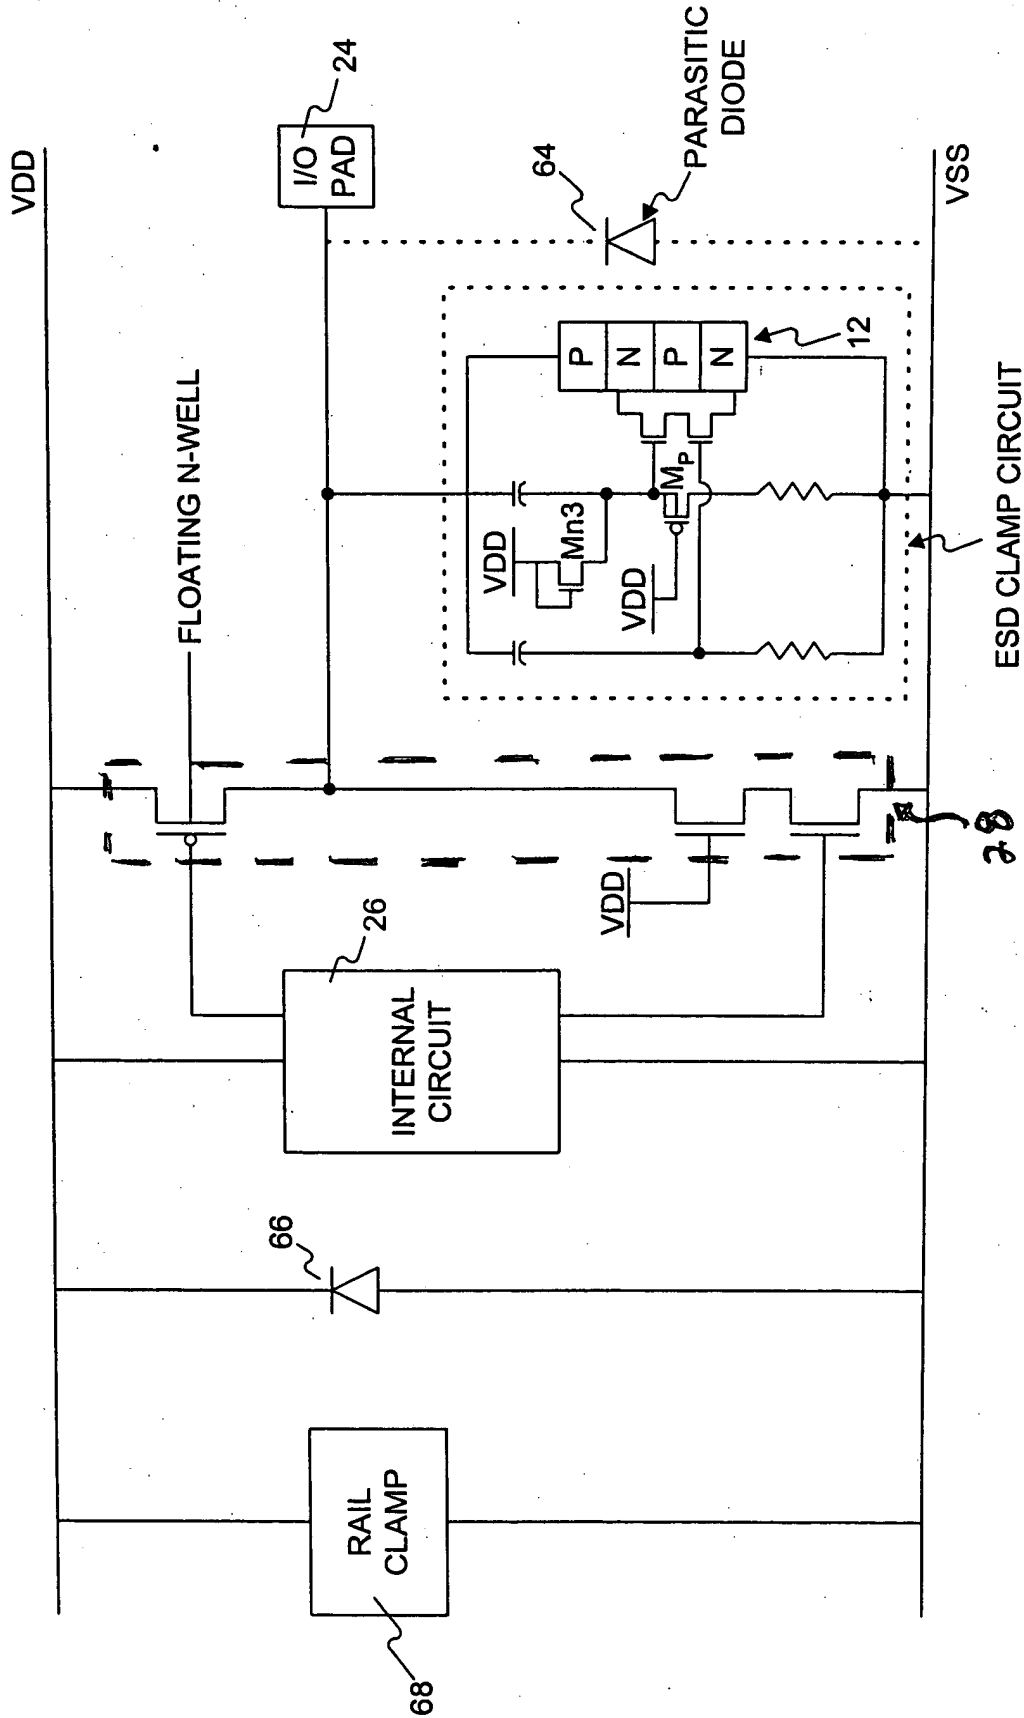 VDD
FLOATING N-WELL
I/O
PAD
24
64
PARASITIC
DIODE
66
26
INTERNAL
CIRCUIT
RAIL
CLAMP
68
VDD
VDD
Mn3
VDD
MP
P
N
P
N
12
28
VSS
ESD CLAMP CIRCUIT